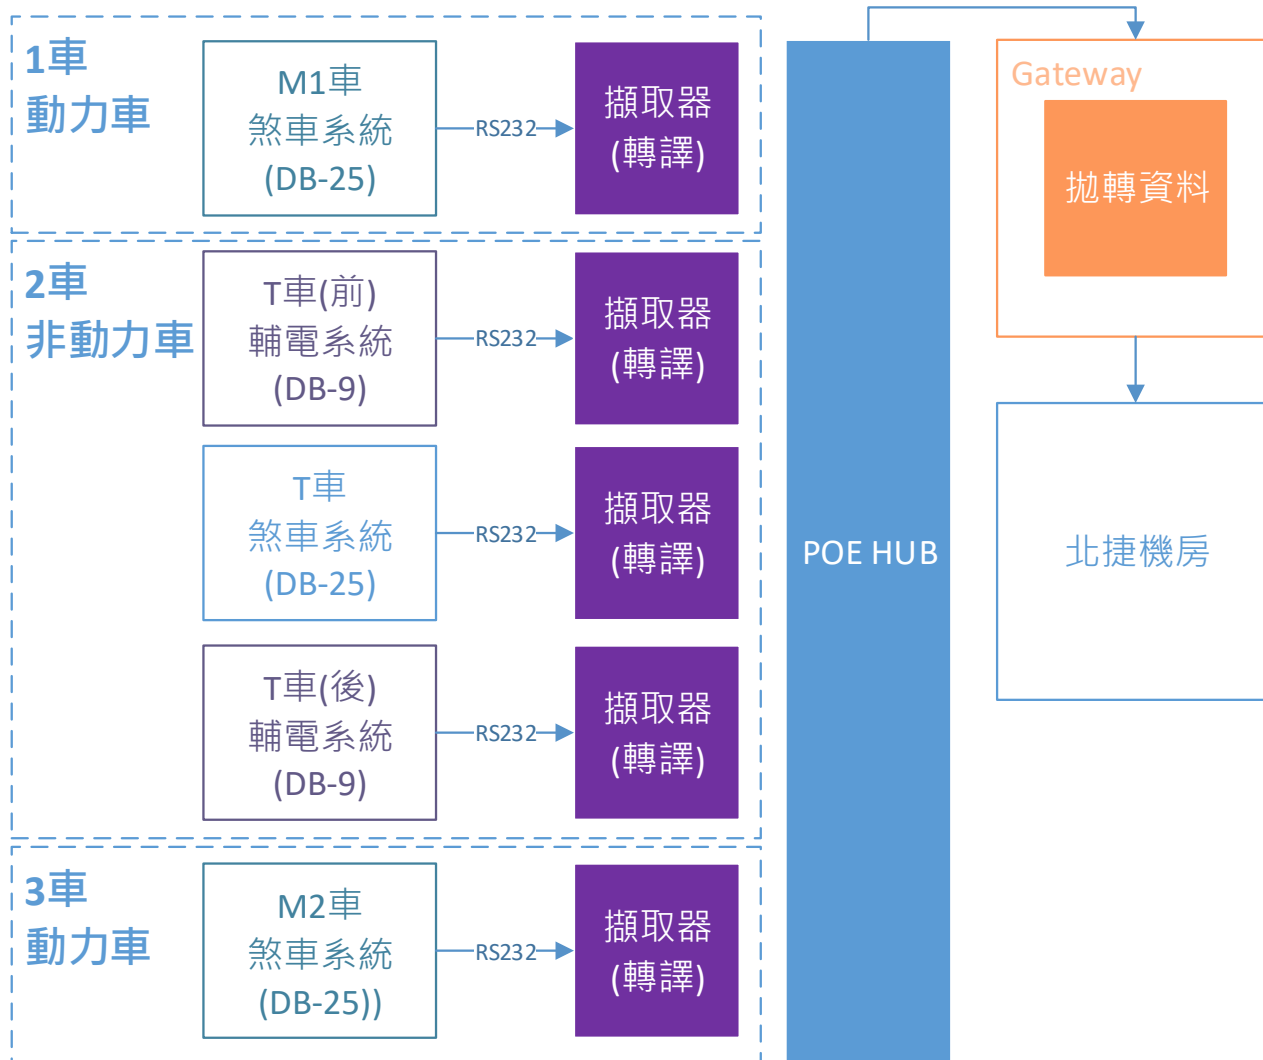 1車
動力車
M1車
煞車系統
(DB-25)
RS232
擷取器
(轉譯)
2車
非動力車
T車(前)
輔電系統
(DB-9)
RS232
擷取器
(轉譯)
T車
煞車系統
(DB-25)
RS232
擷取器
(轉譯)
T車(後)
輔電系統
(DB-9)
RS232
擷取器
(轉譯)
3車
動力車
M2車
煞車系統
(DB-25))
RS232
擷取器
(轉譯)
POE HUB
Gateway
拋轉資料
北捷機房